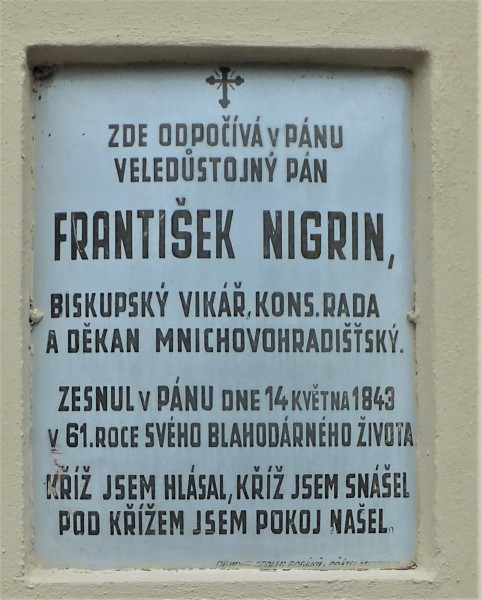 ZDE ODPOČÍVÁ V PÁNU
VELEDŮSTOJNÝ PÁN
FRANTIŠEK NIGRIN,
BISKUPSKÝ VIKÁŘ, KONS. RADA
A DĚKAN MNICHOVOHRADIŠŤSKÝ.
ZESNUL V PÁNU DNE 14 KVĚTNA 1843
V 61. ROCE SVÉHO BLAHODÁRNÉHO ŽIVOTA
KŘÍŽ JSEM HLÁSAL, KŘÍŽ JSEM SNÁŠEL
POD KŘÍŽEM JSEM POKOJ NAŠEL.